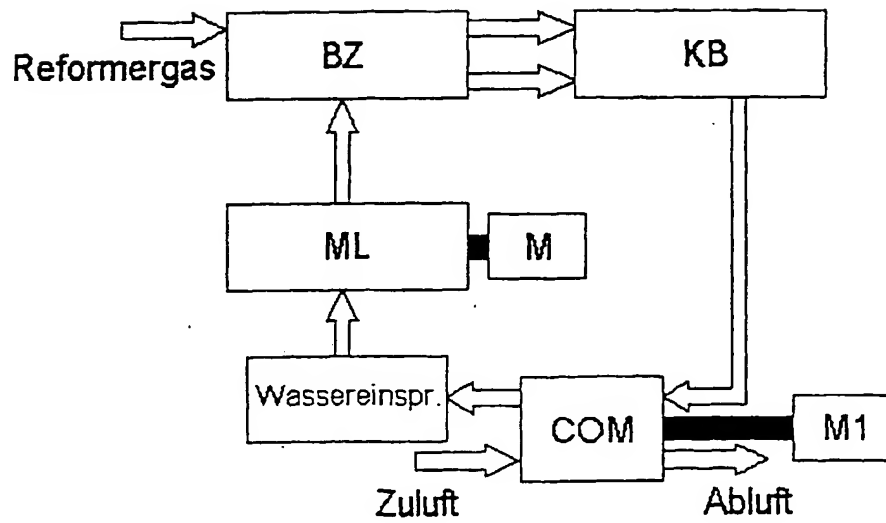 BZ
KB
Reformergas
ML
M
Wassereinspr.
COM
M1
Zuluft
Abluft